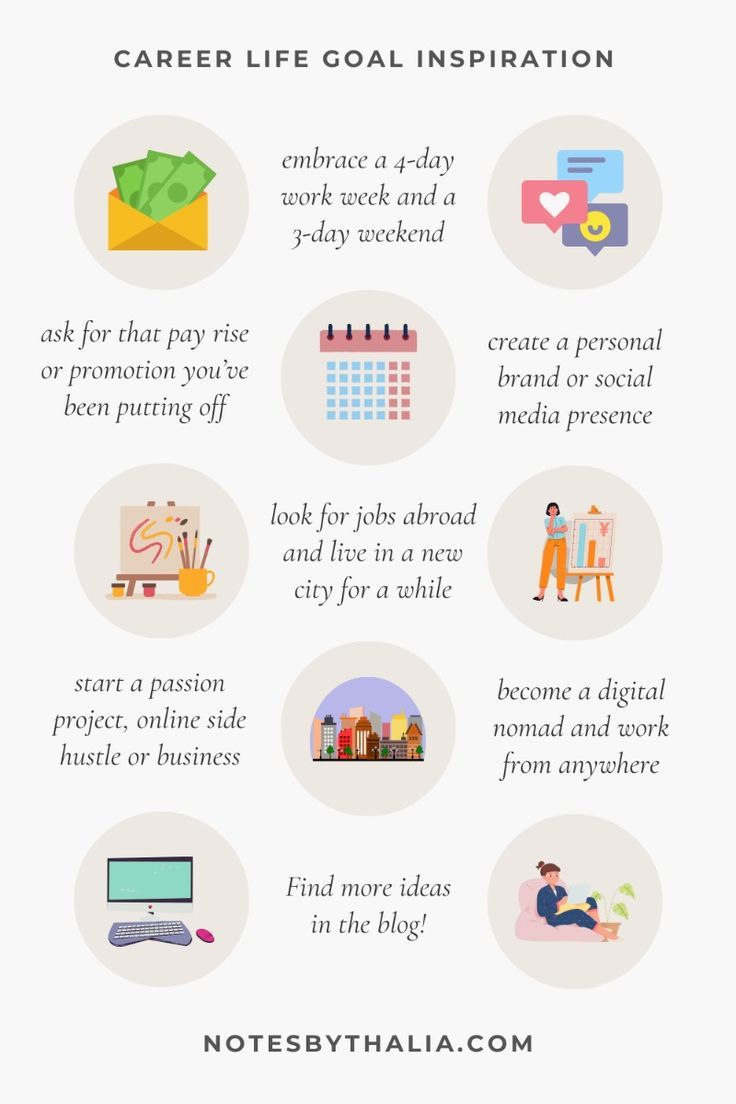 CAREER LIFE GOAL INSPIRATION
embrace a 4-day
work week and a
3-day weekend
ask for that pay rise
or promotion you've
been putting off
create a personal
brand or social
media presence
look for jobs abroad
and live in a new
city for a while
start a passion
project, online side
hustle or business
become a digital
nomad and work
from anywhere
Find more ideas
in the blog!
NOTESBYTHALIA.COM